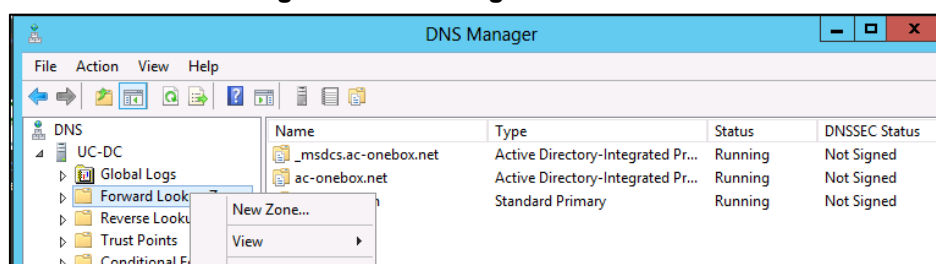 DNS Manager
File Action View Help
DNS
UC-DC
Global Logs
Forward
Reverse
Trust Points
Conditional
New Zone...
View
Name Type Status DNSSEC Status
_msdcs.ac-onebox.net Active Directory-Integrated Pr... Running Not Signed
ac-onebox.net Active Directory-Integrated Pr... Running Not Signed
Standard Primary Running Not Signed